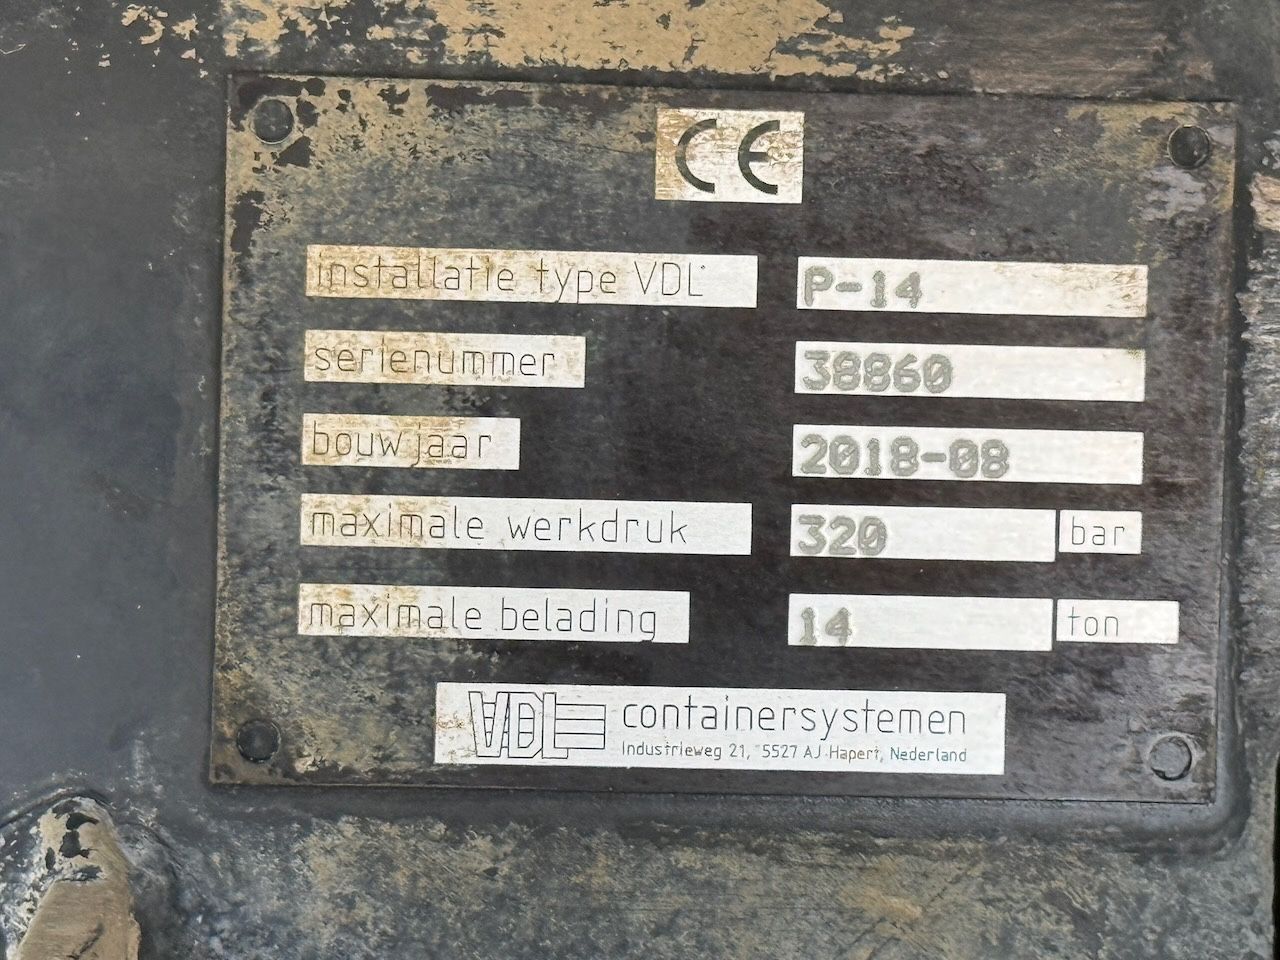 CE
installatie type VDL P-14
serienummer 38860
bouwjaar 2018-08
maximale werkdruk 320 bar
maximale belading 14 ton
VDL containersystemen
Industrieweg 21, 5527 AJ Hapert, Nederland